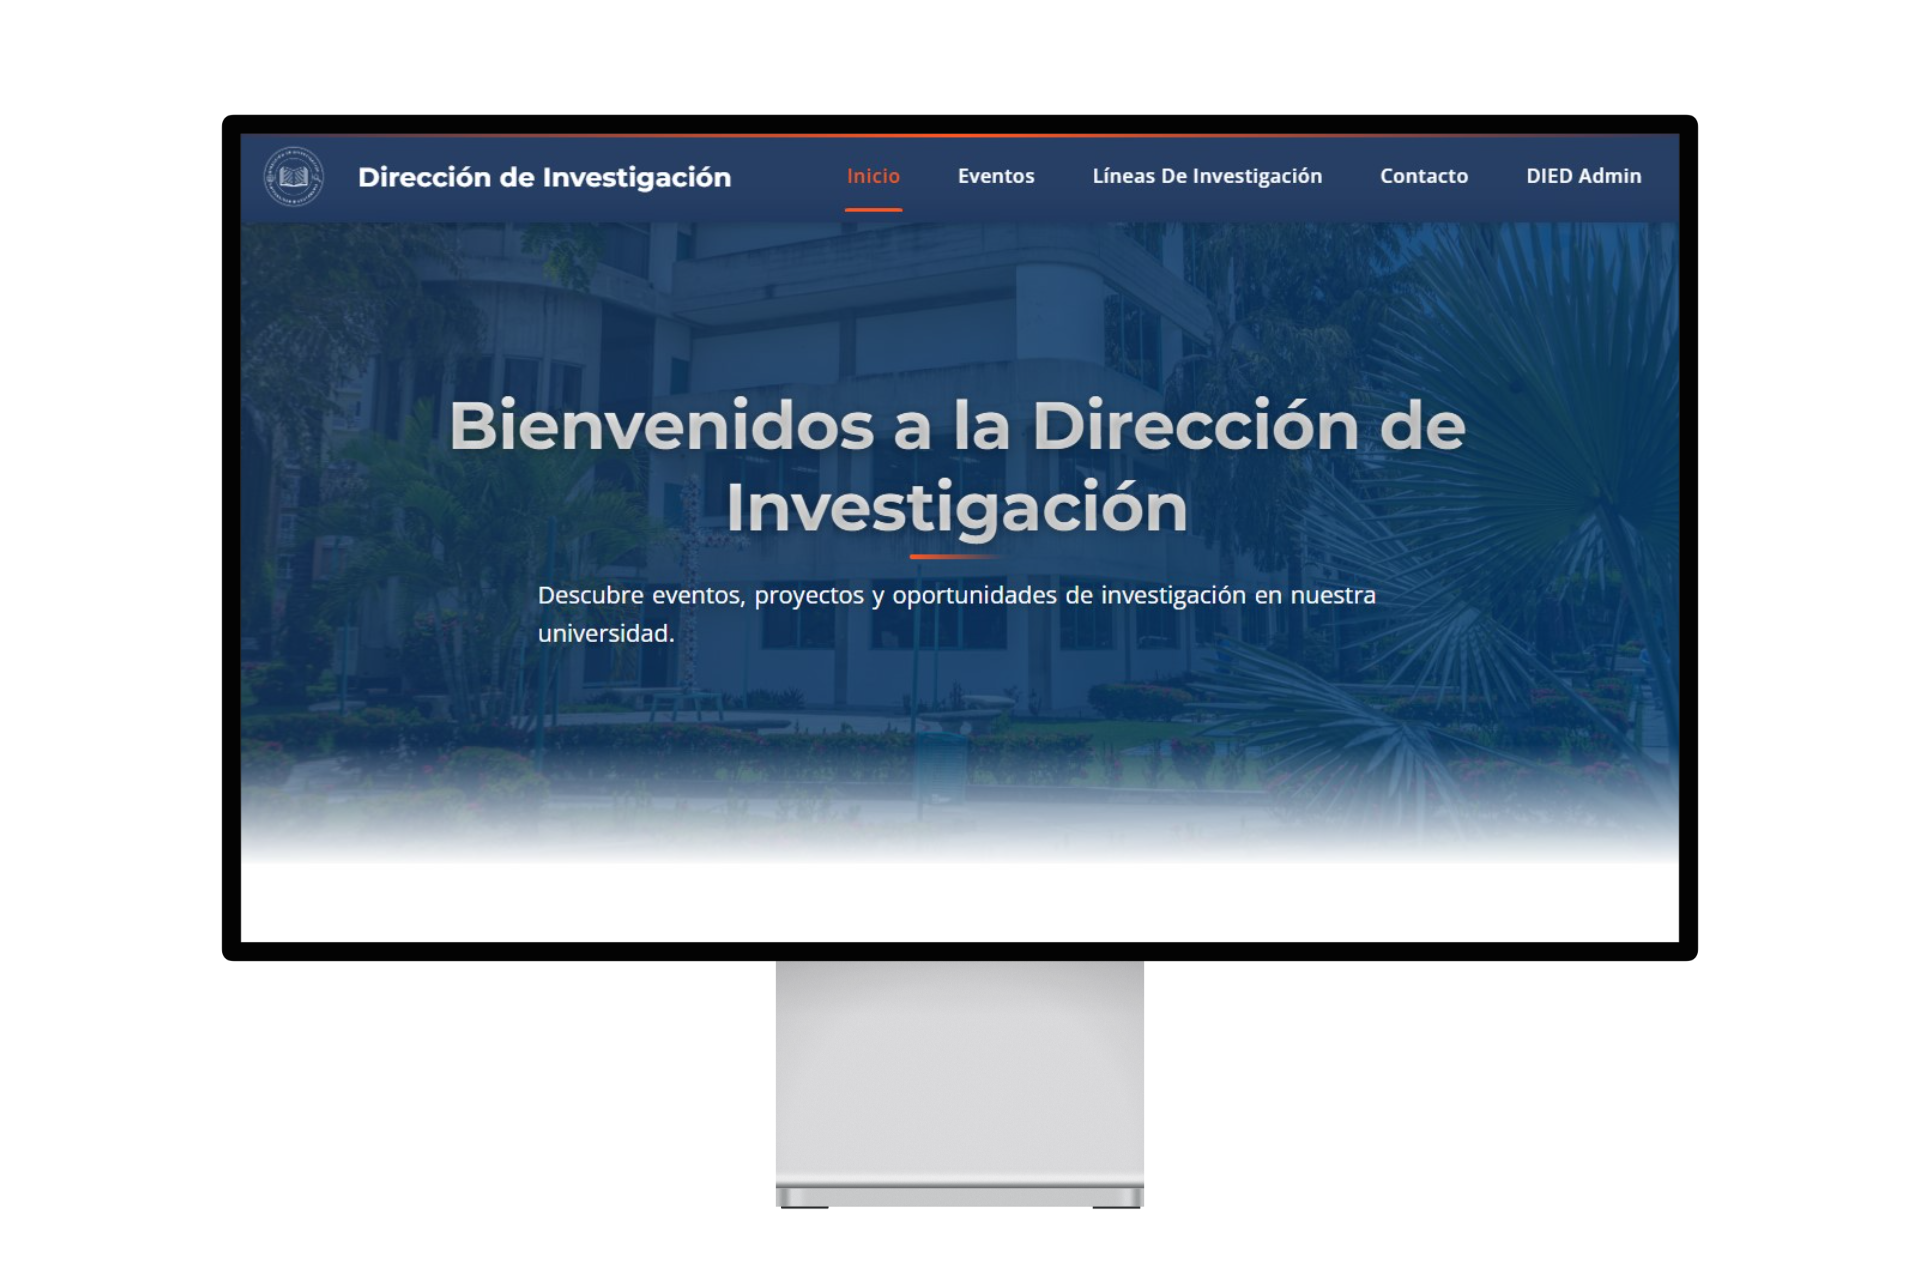 Dirección de Investigación
Inicio
Eventos
Líneas De Investigación
Contacto
DIED Admin
Bienvenidos a la Dirección de
Investigación
Descubre eventos, proyectos y oportunidades de investigación en nuestra
universidad.